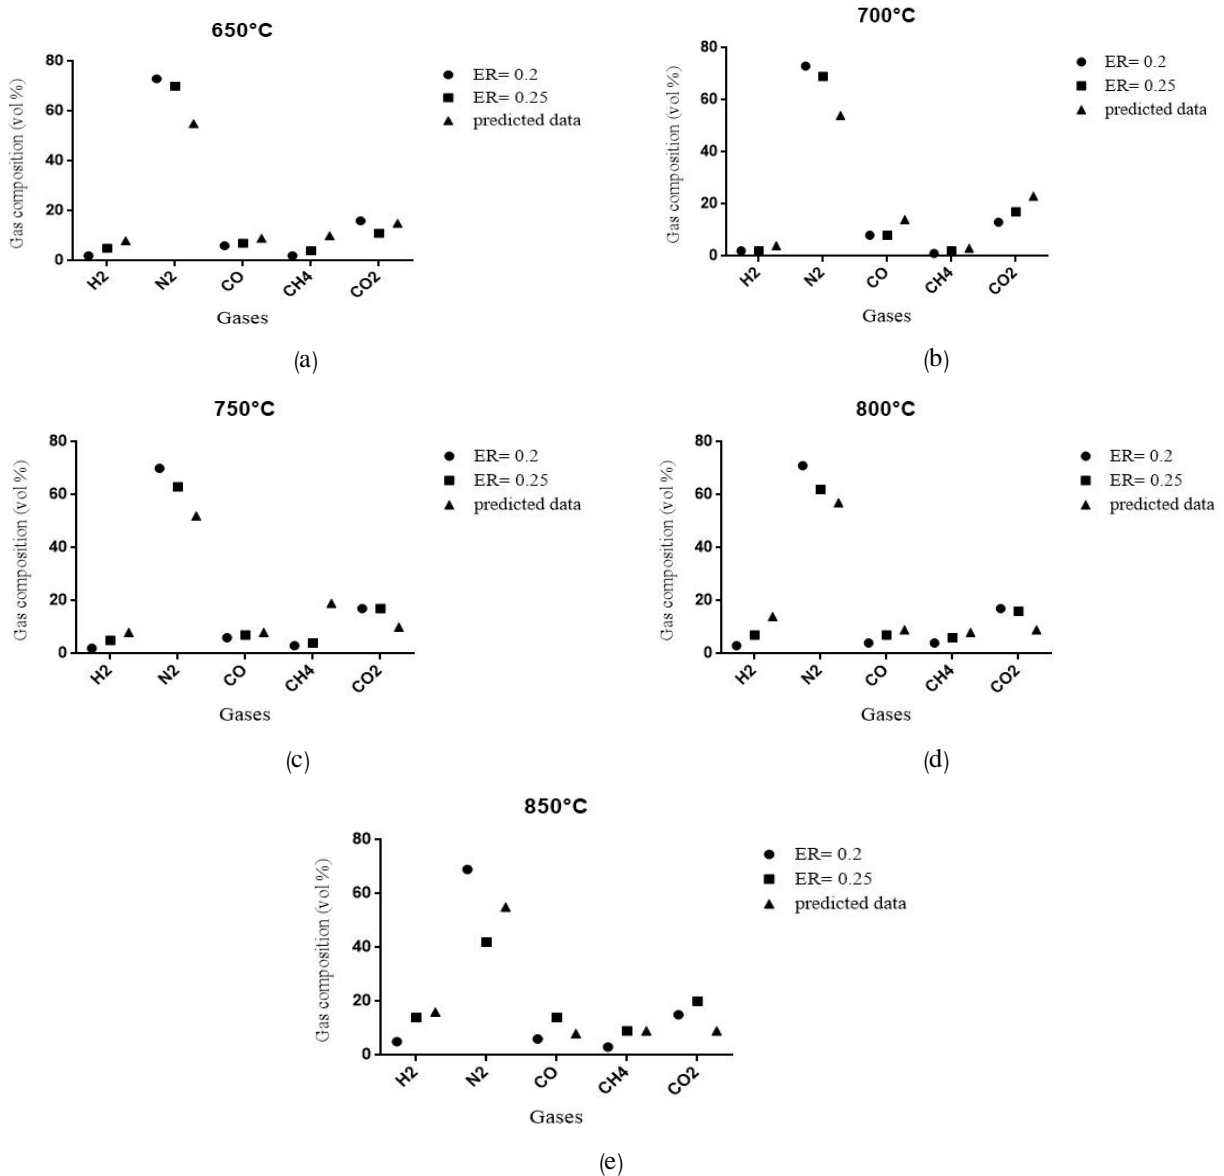 650°C
Gas composition (vol %)
80
60
40
20
0
H2
N2
CO
CH4
CO2
Gases
ER= 0.2
ER= 0.25
predicted data
(a)
700°C
Gas composition (vol %)
80
60
40
20
0
H2
N2
CO
CH4
CO2
Gases
ER= 0.2
ER= 0.25
predicted data
(b)
750°C
Gas composition (vol %)
80
60
40
20
0
H2
N2
CO
CH4
CO2
Gases
ER= 0.2
ER= 0.25
predicted data
(c)
800°C
Gas composition (vol %)
80
60
40
20
0
H2
N2
CO
CH4
CO2
Gases
ER= 0.2
ER= 0.25
predicted data
(d)
850°C
Gas composition (vol %)
80
60
40
20
0
H2
N2
CO
CH4
CO2
Gases
ER= 0.2
ER= 0.25
predicted data
(e)